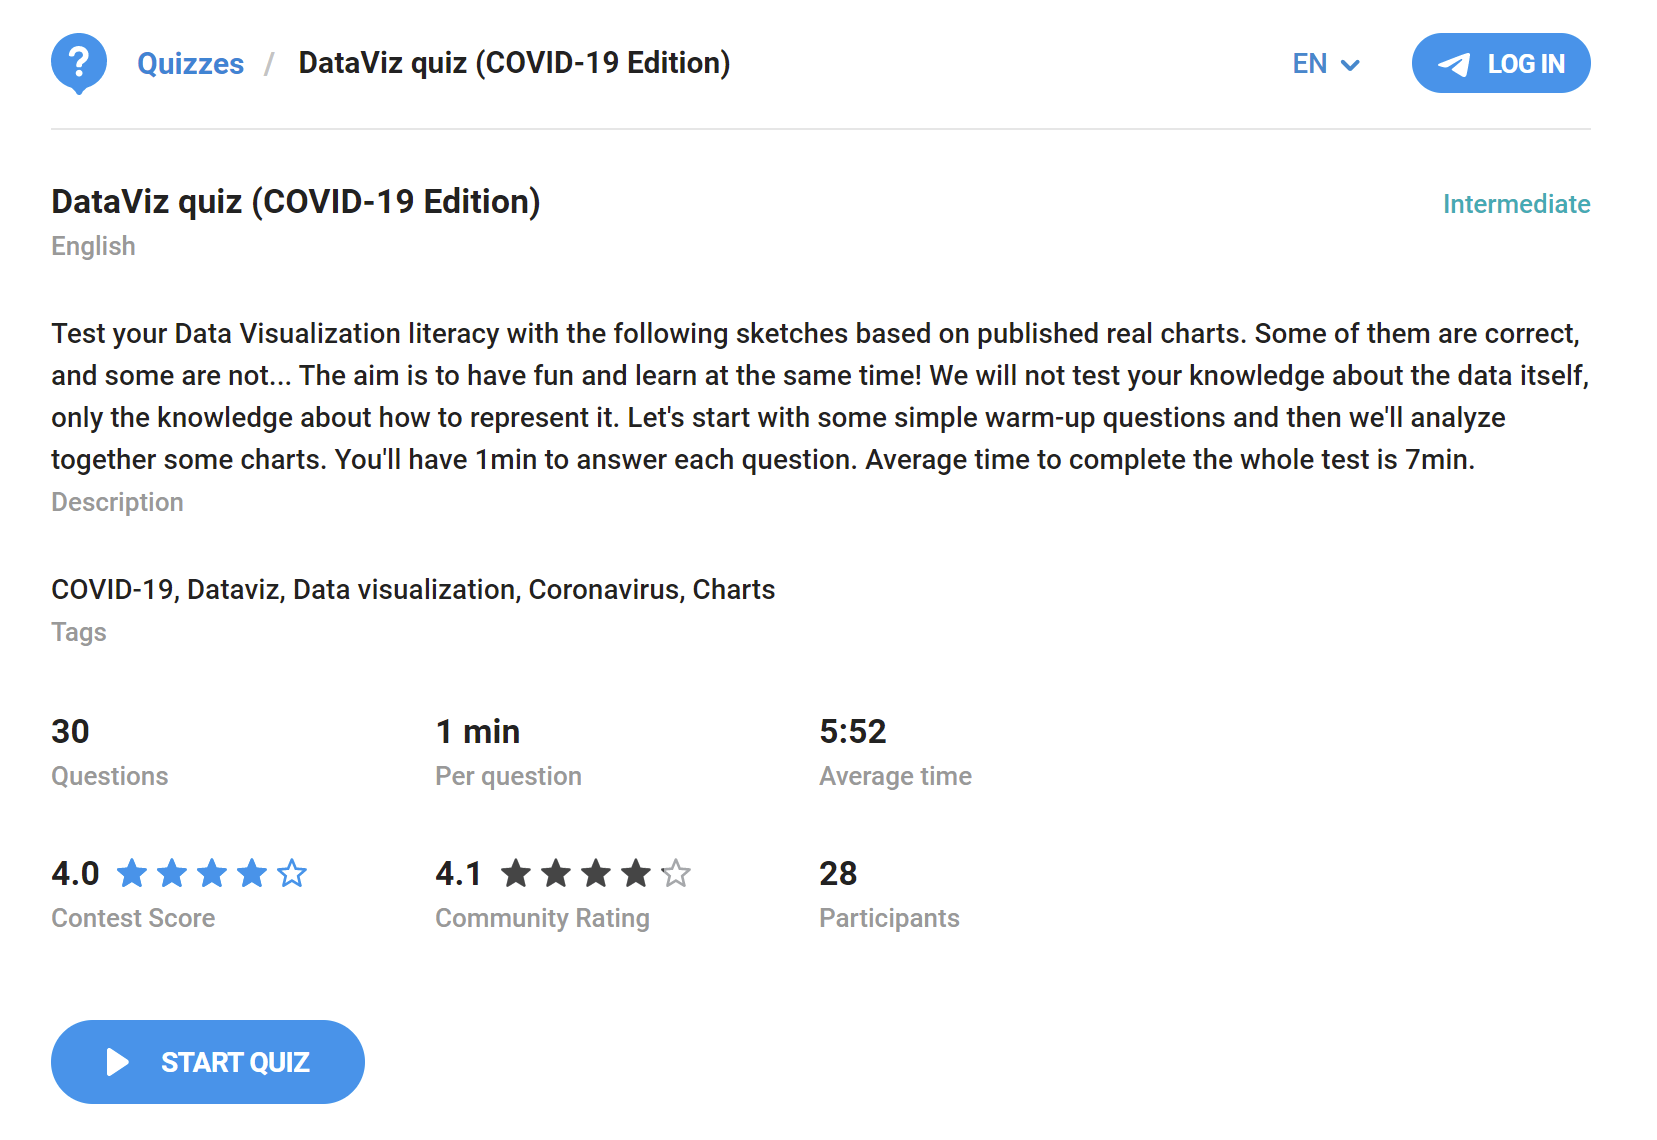 ? Quizzes / DataViz quiz (COVID-19 Edition) EN LOG IN
DataViz quiz (COVID-19 Edition) Intermediate
English
Test your Data Visualization literacy with the following sketches based on published real charts. Some of them are correct,
and some are not... The aim is to have fun and learn at the same time! We will not test your knowledge about the data itself,
only the knowledge about how to represent it. Let's start with some simple warm-up questions and then we'll analyze
together some charts. You'll have 1min to answer each question. Average time to complete the whole test is 7min.
Description
COVID-19, Dataviz, Data visualization, Coronavirus, Charts
Tags
30 1 min 5:52
Questions Per question Average time
4.0 4.1 28
Contest Score Community Rating Participants
START QUIZ